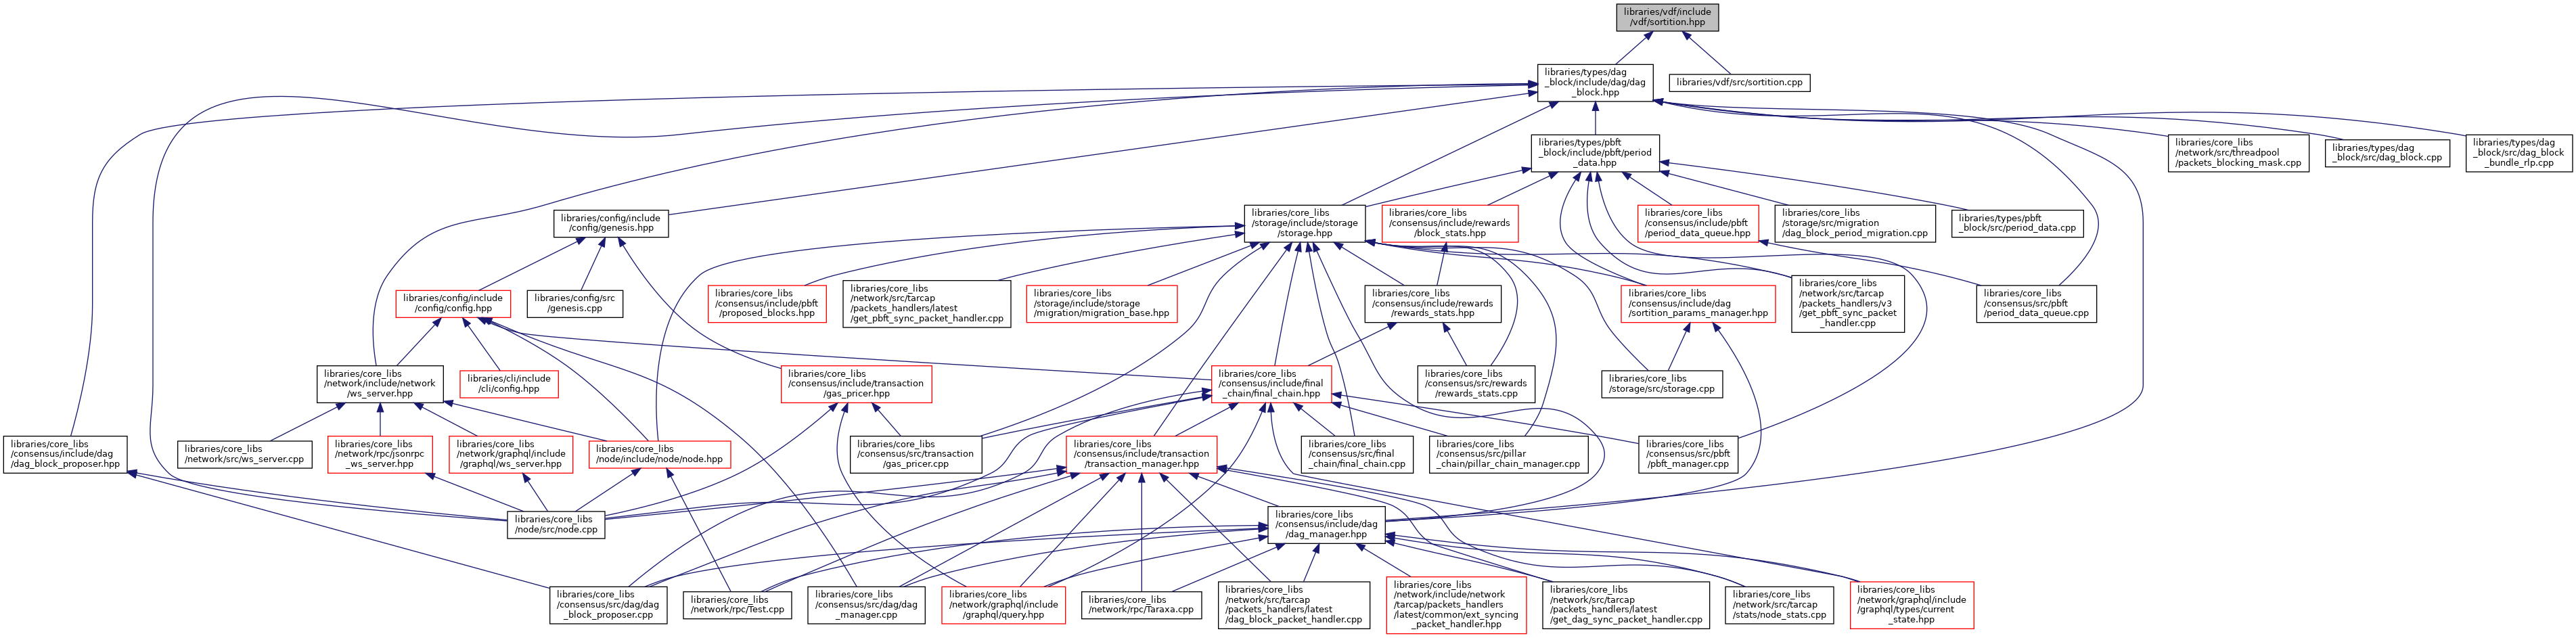 libraries/vdf/include
/vdf/sortition.hpp
libraries/types/dag
_block/include/dag/dag
_block.hpp
libraries/vdf/src/sortition.cpp
libraries/types/pbft
_block/include/pbft/period
_data.hpp
libraries/core_libs
/network/src/threadpool
/packets_blocking_mask.cpp
libraries/types/dag
_block/src/dag_block.cpp
libraries/types/dag
_block/src/dag_block
_bundle_rlp.cpp
libraries/config/include
/config/genesis.hpp
libraries/core_libs
/storage/include/storage
/storage.hpp
libraries/core_libs
/consensus/include/rewards
/block_stats.hpp
libraries/core_libs
/consensus/include/pbft
/period_data_queue.hpp
libraries/core_libs
/storage/src/migration
/dag_block_period_migration.cpp
libraries/types/pbft
_block/src/period_data.cpp
libraries/config/include
/config/config.hpp
libraries/config/src
/genesis.cpp
libraries/core_libs
/consensus/include/pbft
/proposed_blocks.hpp
libraries/core_libs
/network/src/tarcap
/packets_handlers/latest
/get_pbft_sync_packet_handler.cpp
libraries/core_libs
/storage/include/storage
/migration/migration_base.hpp
libraries/core_libs
/consensus/include/rewards
/rewards_stats.hpp
libraries/core_libs
/consensus/include/dag
/sortition_params_manager.hpp
libraries/core_libs
/network/src/tarcap
/packets_handlers/v3
/get_pbft_sync_packet
_handler.cpp
libraries/core_libs
/consensus/src/pbft
/period_data_queue.cpp
libraries/core_libs
/network/include/network
/ws_server.hpp
libraries/cli/include
/cli/config.hpp
libraries/core_libs
/consensus/include/transaction
/gas_pricer.hpp
libraries/core_libs
/consensus/include/final
_chain/final_chain.hpp
libraries/core_libs
/consensus/src/rewards
/rewards_stats.cpp
libraries/core_libs
/storage/src/storage.cpp
libraries/core_libs
/consensus/include/dag
/dag_block_proposer.hpp
libraries/core_libs
/network/src/ws_server.cpp
libraries/core_libs
/network/rpc/jsonrpc
_ws_server.hpp
libraries/core_libs
/network/graphql/include
/graphql/ws_server.hpp
libraries/core_libs
/node/include/node/node.hpp
libraries/core_libs
/consensus/src/transaction
/gas_pricer.cpp
libraries/core_libs
/consensus/include/transaction
/transaction_manager.hpp
libraries/core_libs
/consensus/src/final
_chain/final_chain.cpp
libraries/core_libs
/consensus/src/pillar
_chain/pillar_chain_manager.cpp
libraries/core_libs
/consensus/src/pbft
/pbft_manager.cpp
libraries/core_libs
/node/src/node.cpp
libraries/core_libs
/consensus/include/dag
/dag_manager.hpp
libraries/core_libs
/consensus/src/dag/dag
_block_proposer.cpp
libraries/core_libs
/network/rpc/Test.cpp
libraries/core_libs
/consensus/src/dag/dag
_manager.cpp
libraries/core_libs
/network/graphql/include
/graphql/query.hpp
libraries/core_libs
/network/rpc/Taraxa.cpp
libraries/core_libs
/network/src/tarcap
/packets_handlers/latest
/dag_block_packet_handler.cpp
libraries/core_libs
/network/include/network
/tarcap/packets_handlers
/latest/common/ext_syncing
_packet_handler.hpp
libraries/core_libs
/network/src/tarcap
/packets_handlers/latest
/get_dag_sync_packet_handler.cpp
libraries/core_libs
/network/src/tarcap
/stats/node_stats.cpp
libraries/core_libs
/network/graphql/include
/graphql/types/current
_state.hpp